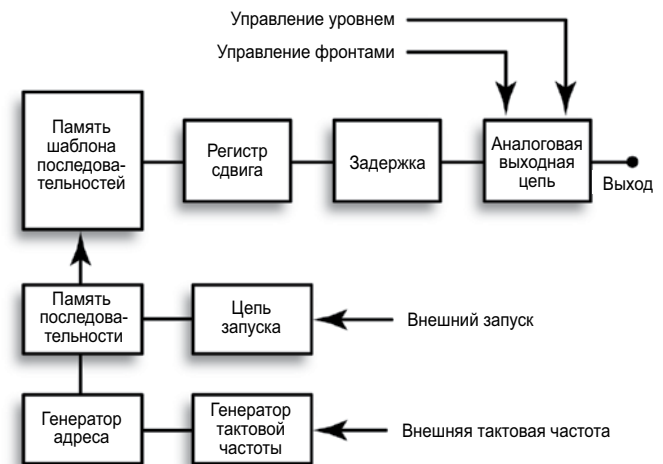 Управление уровнем
Управление фронтами
Память
шаблона
последова-
тельностей
Регистр
сдвига
Задержка
Аналоговая
выходная
цепь
Выход
Память
последова-
тельности
Цепь
запуска
Внешний запуск
Генератор
адреса
Генератор
тактовой
частоты
Внешняя тактовая частота